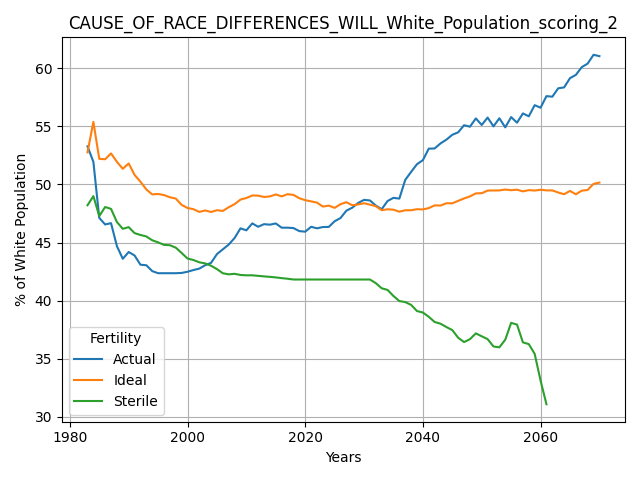 CAUSE_OF_RACE_DIFFERENCES_WILL_White_Population_scoring_2
% of White Population
60
55
50
45
40
35
30
Fertility
Actual
Ideal
Sterile
1980
2000
2020
2040
2060
Years